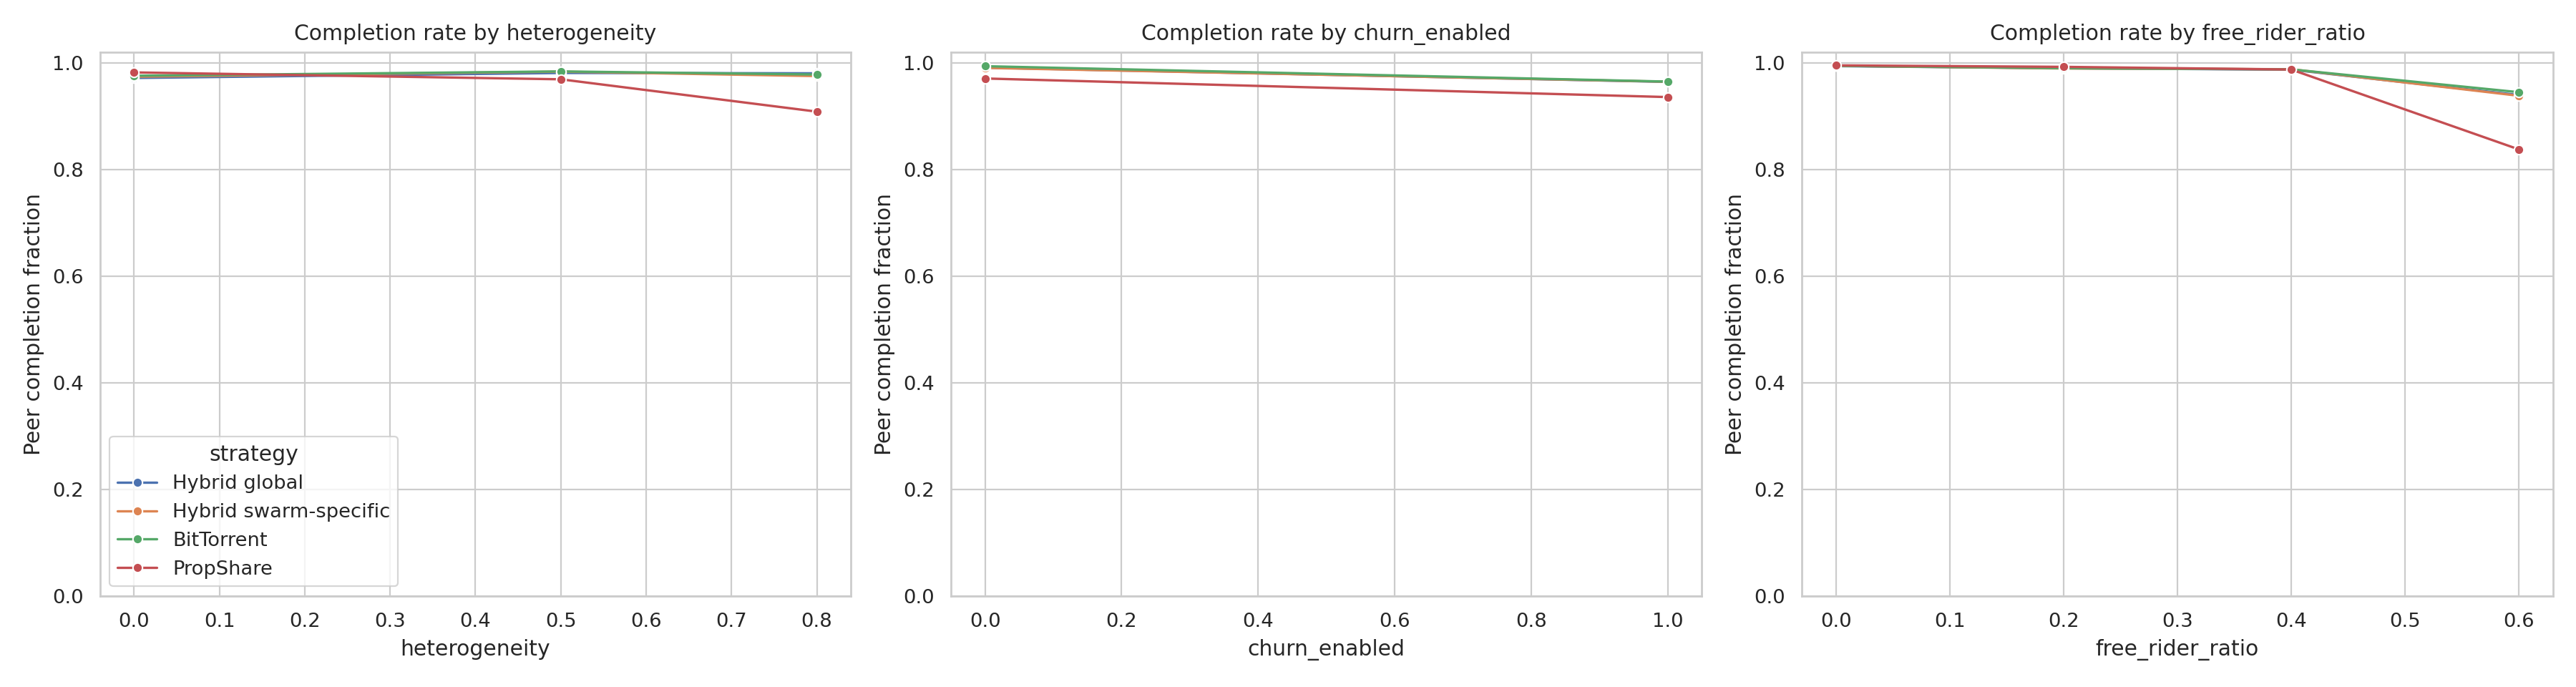 Completion rate by heterogeneity
Peer completion fraction
1.0
0.8
0.6
0.4
0.2
0.0
strategy
Hybrid global
Hybrid swarm-specific
BitTorrent
PropShare
0.0 0.1 0.2 0.3 0.4 0.5 0.6 0.7 0.8
heterogeneity
Completion rate by churn_enabled
Peer completion fraction
1.0
0.8
0.6
0.4
0.2
0.0
0.0 0.2 0.4 0.6 0.8 1.0
churn_enabled
Completion rate by free_rider_ratio
Peer completion fraction
1.0
0.8
0.6
0.4
0.2
0.0
0.0 0.1 0.2 0.3 0.4 0.5 0.6
free_rider_ratio